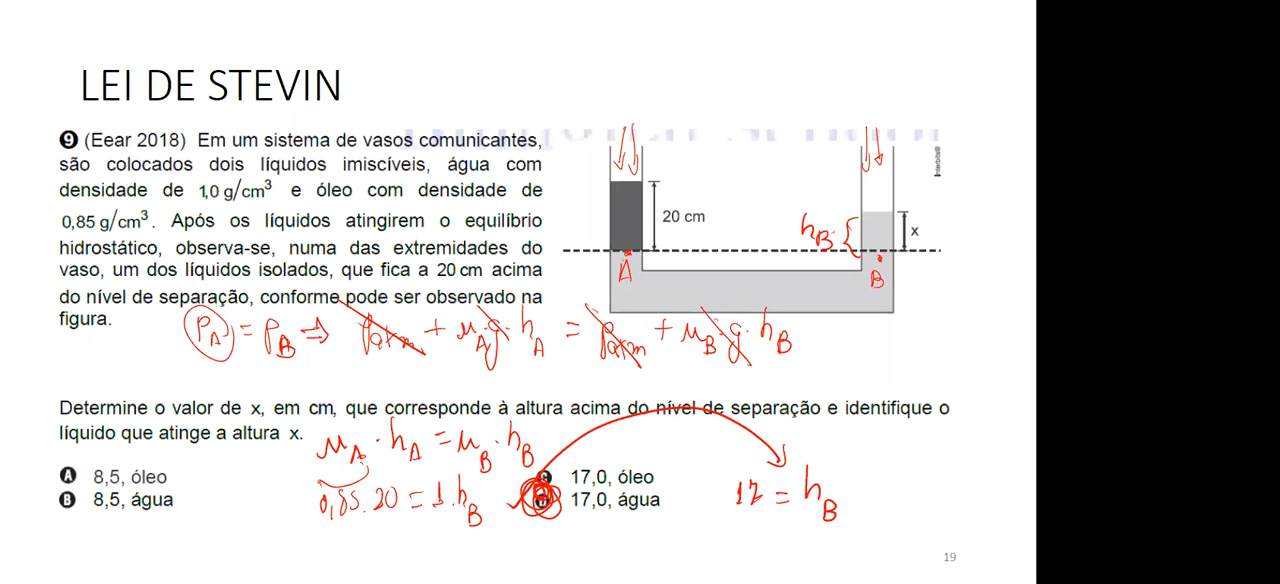 LEI DE STEVIN
9 (Eear 2018) Em um sistema de vasos comunicantes,
são colocados dois líquidos imiscíveis, água com
densidade de 1,0 g/cm³ e óleo com densidade de
0,85 g/cm³. Após os líquidos atingirem o equilíbrio
hidrostático, observa-se, numa das extremidades do
vaso, um dos líquidos isolados, que fica a 20 cm acima
do nível de separação, conforme pode ser observado na
figura.
20 cm
x
h_B
A
B
P_A = P_B ⇒ P_atm + μ_A · g · h_A = P_atm + μ_B · g · h_B
Determine o valor de x, em cm, que corresponde à altura acima do nível de separação e identifique o
líquido que atinge a altura x.
μ_A · h_A = μ_B · h_B
A 8,5, óleo
B 8,5, água
0,85.20 = 1.h_B
17,0, óleo
17,0, água
17 = h_B
19